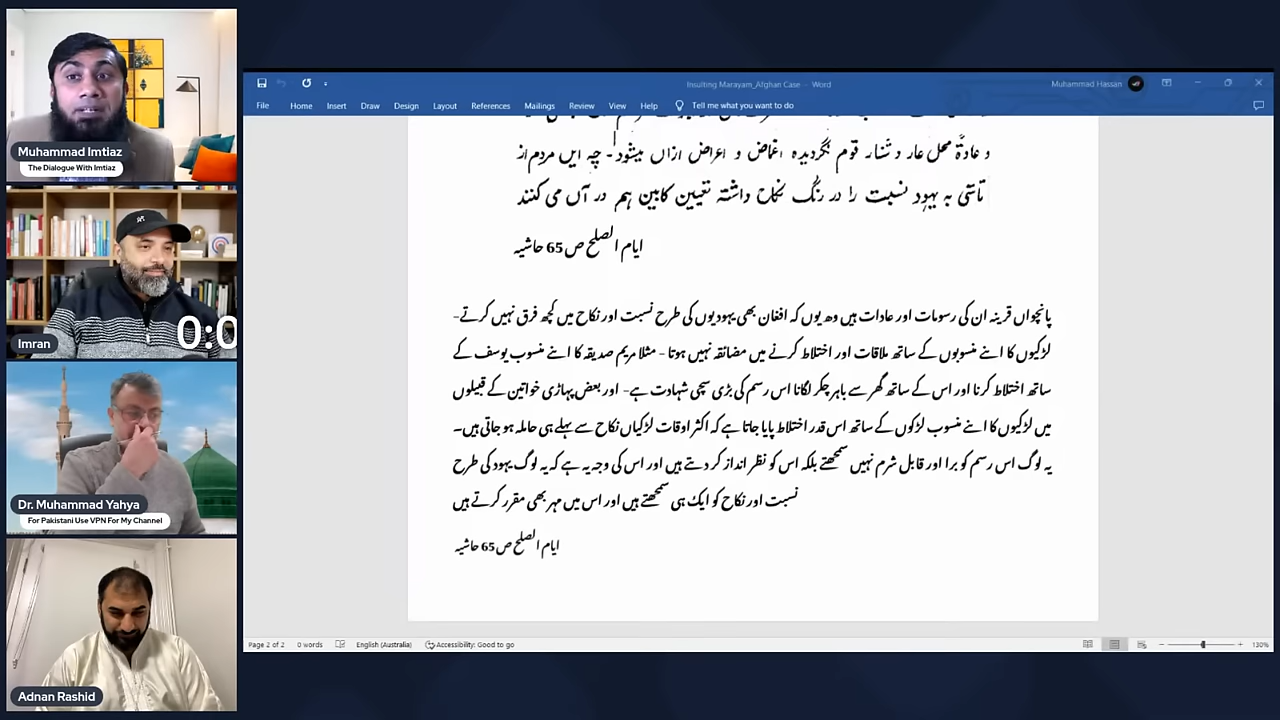 Muhammad Imtiaz
The Dialogue With Imtiaz
Imran
0:0
Dr. Muhammad Yahya
For Pakistani Use VPN For My Channel
Adnan Rashid
Insulting Marayam_Afghan Case - Word
Muhammad Hassan
File Home Insert Draw Design Layout References Mailings Review View Help Tell me what you want to do
و عادۃً محل عار و شنار قوم نگردیدہ اغماض و اعراض ازاں میشود - چہ ایں مردم از
تاسّی بہ یہود نسبت را در رنگ نکاح داشتہ تعیین کابین ہم در آں می کنند
ایام الصلح ص 65 حاشیہ
پانچواں قرینہ ان کی رسومات اور عادات ہیں وہ یوں کہ افغان بھی یہودیوں کی طرح نسبت اور نکاح میں کچھ فرق نہیں کرتے-
لڑکیوں کا اپنے منسوبوں کے ساتھ ملاقات اور اختلاط کرنے میں مضائقہ نہیں ہوتا - مثلا مریم صدیقہ کا اپنے منسوب یوسف کے
ساتھ اختلاط کرنا اور اس کے ساتھ گھر سے باہر چکر لگانا اس رسم کی بڑی سچی شہادت ہے- اور بعض پہاڑی خواتین کے قبیلوں
میں لڑکیوں کا اپنے منسوب لڑکوں کے ساتھ اس قدر اختلاط پایا جاتا ہے کہ اکثر اوقات لڑکیاں نکاح سے پہلے ہی حاملہ ہو جاتی ہیں۔
یہ لوگ اس رسم کو برا اور قابل شرم نہیں سمجھتے بلکہ اس کو نظر انداز کر دتے ہیں اور اس کی وجہ یہ ہے کہ یہ لوگ یہود کی طرح
نسبت اور نکاح کو ایک ہی سمجھتے ہیں اور اس میں مہر بھی مقرر کرتے ہیں
ایام الصلح ص 65 حاشیہ
Page 2 of 2 0 words English (Australia) Accessibility: Good to go 130%